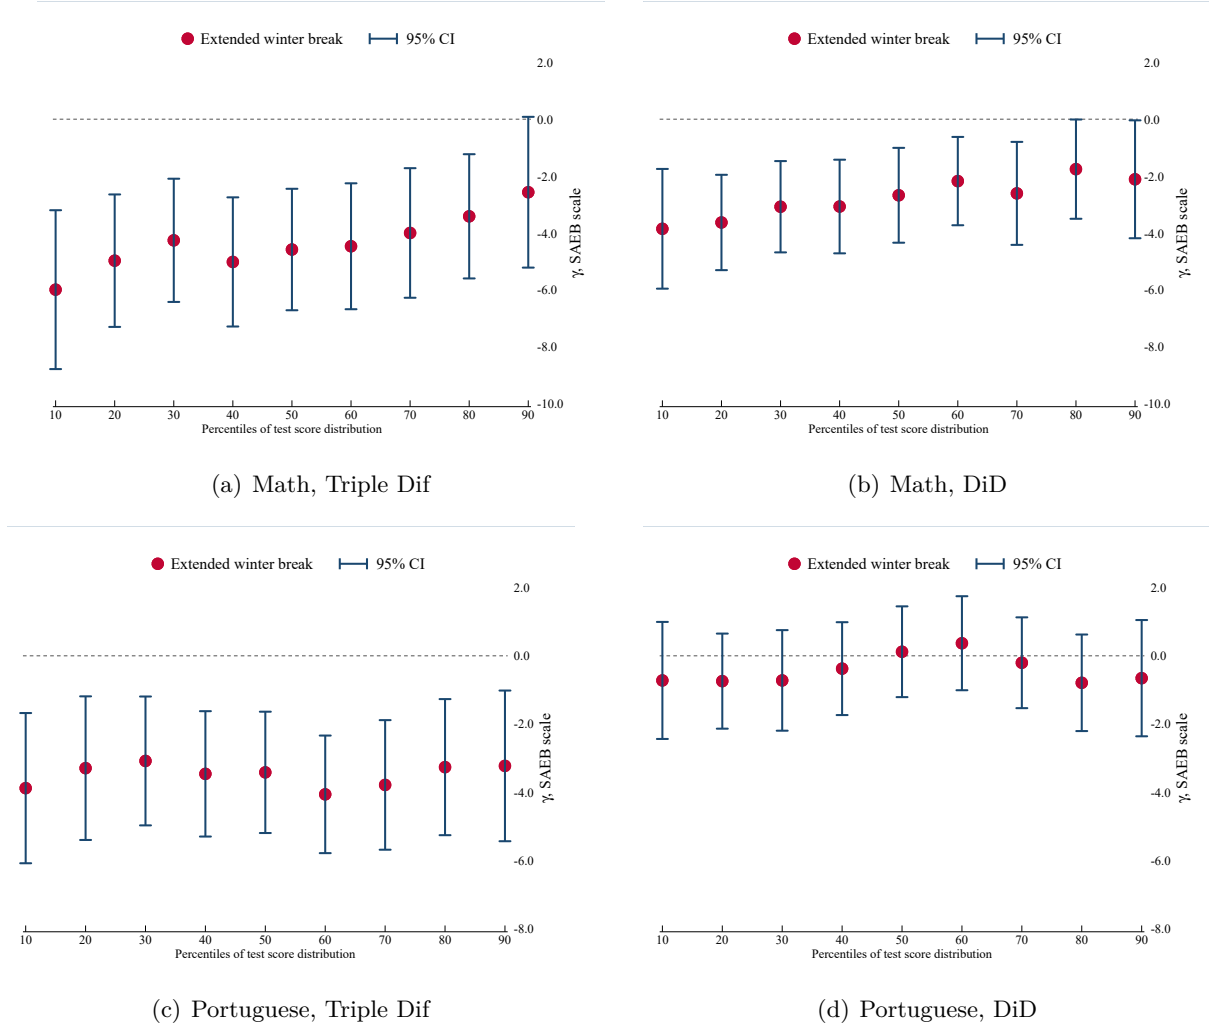 Extended winter break 95% CI
2.0
0.0
-2.0
-4.0
-6.0
-8.0
-10.0
γ, SAEB scale
10 20 30 40 50 60 70 80 90
Percentiles of test score distribution
(a) Math, Triple Dif
Extended winter break 95% CI
2.0
0.0
-2.0
-4.0
-6.0
-8.0
-10.0
γ, SAEB scale
10 20 30 40 50 60 70 80 90
Percentiles of test score distribution
(b) Math, DiD
Extended winter break 95% CI
2.0
0.0
-2.0
-4.0
-6.0
-8.0
γ, SAEB scale
10 20 30 40 50 60 70 80 90
Percentiles of test score distribution
(c) Portuguese, Triple Dif
Extended winter break 95% CI
2.0
0.0
-2.0
-4.0
-6.0
-8.0
γ, SAEB scale
10 20 30 40 50 60 70 80 90
Percentiles of test score distribution
(d) Portuguese, DiD